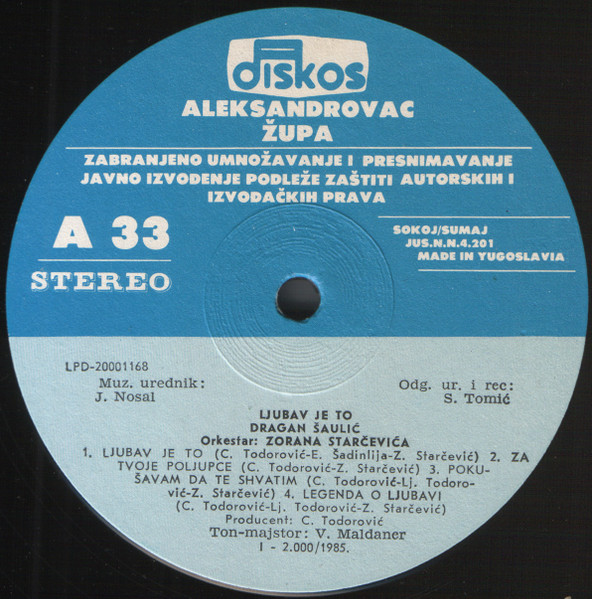 diskos
ALEKSANDROVAC
ŽUPA
ZABRANJENO UMNOŽAVANJE I PRESNIMAVANJE
JAVNO IZVOĐENJE PODLEŽE ZAŠTITI AUTORSKIH I
IZVOĐAČKIH PRAVA
A 33
STEREO
SOKOJ/SUMAJ
JUS.N.N.4.201
MADE IN YUGOSLAVIA
LPD-20001168
Muz. urednik:
J. Nosal
Odg. ur. i rec:
S. Tomić
LJUBAV JE TO
DRAGAN ŠAULIĆ
Orkestar: ZORANA STARČEVIĆA
1. LJUBAV JE TO (C. Todorović-E. Šadinlija-Z. Starčević) 2. ZA
TVOJE POLJUPCE (C. Todorović-Z. Starčević) 3. POKU-
ŠAVAM DA TE SHVATIM (C. Todorović-Lj. Todoro-
vić-Z. Starčević) 4. LEGENDA O LJUBAVI
(C. Todorović-Lj. Todorović-Z. Starčević)
Producent: C. Todorović
Ton-majstor: V. Maldaner
I - 2.000/1985.